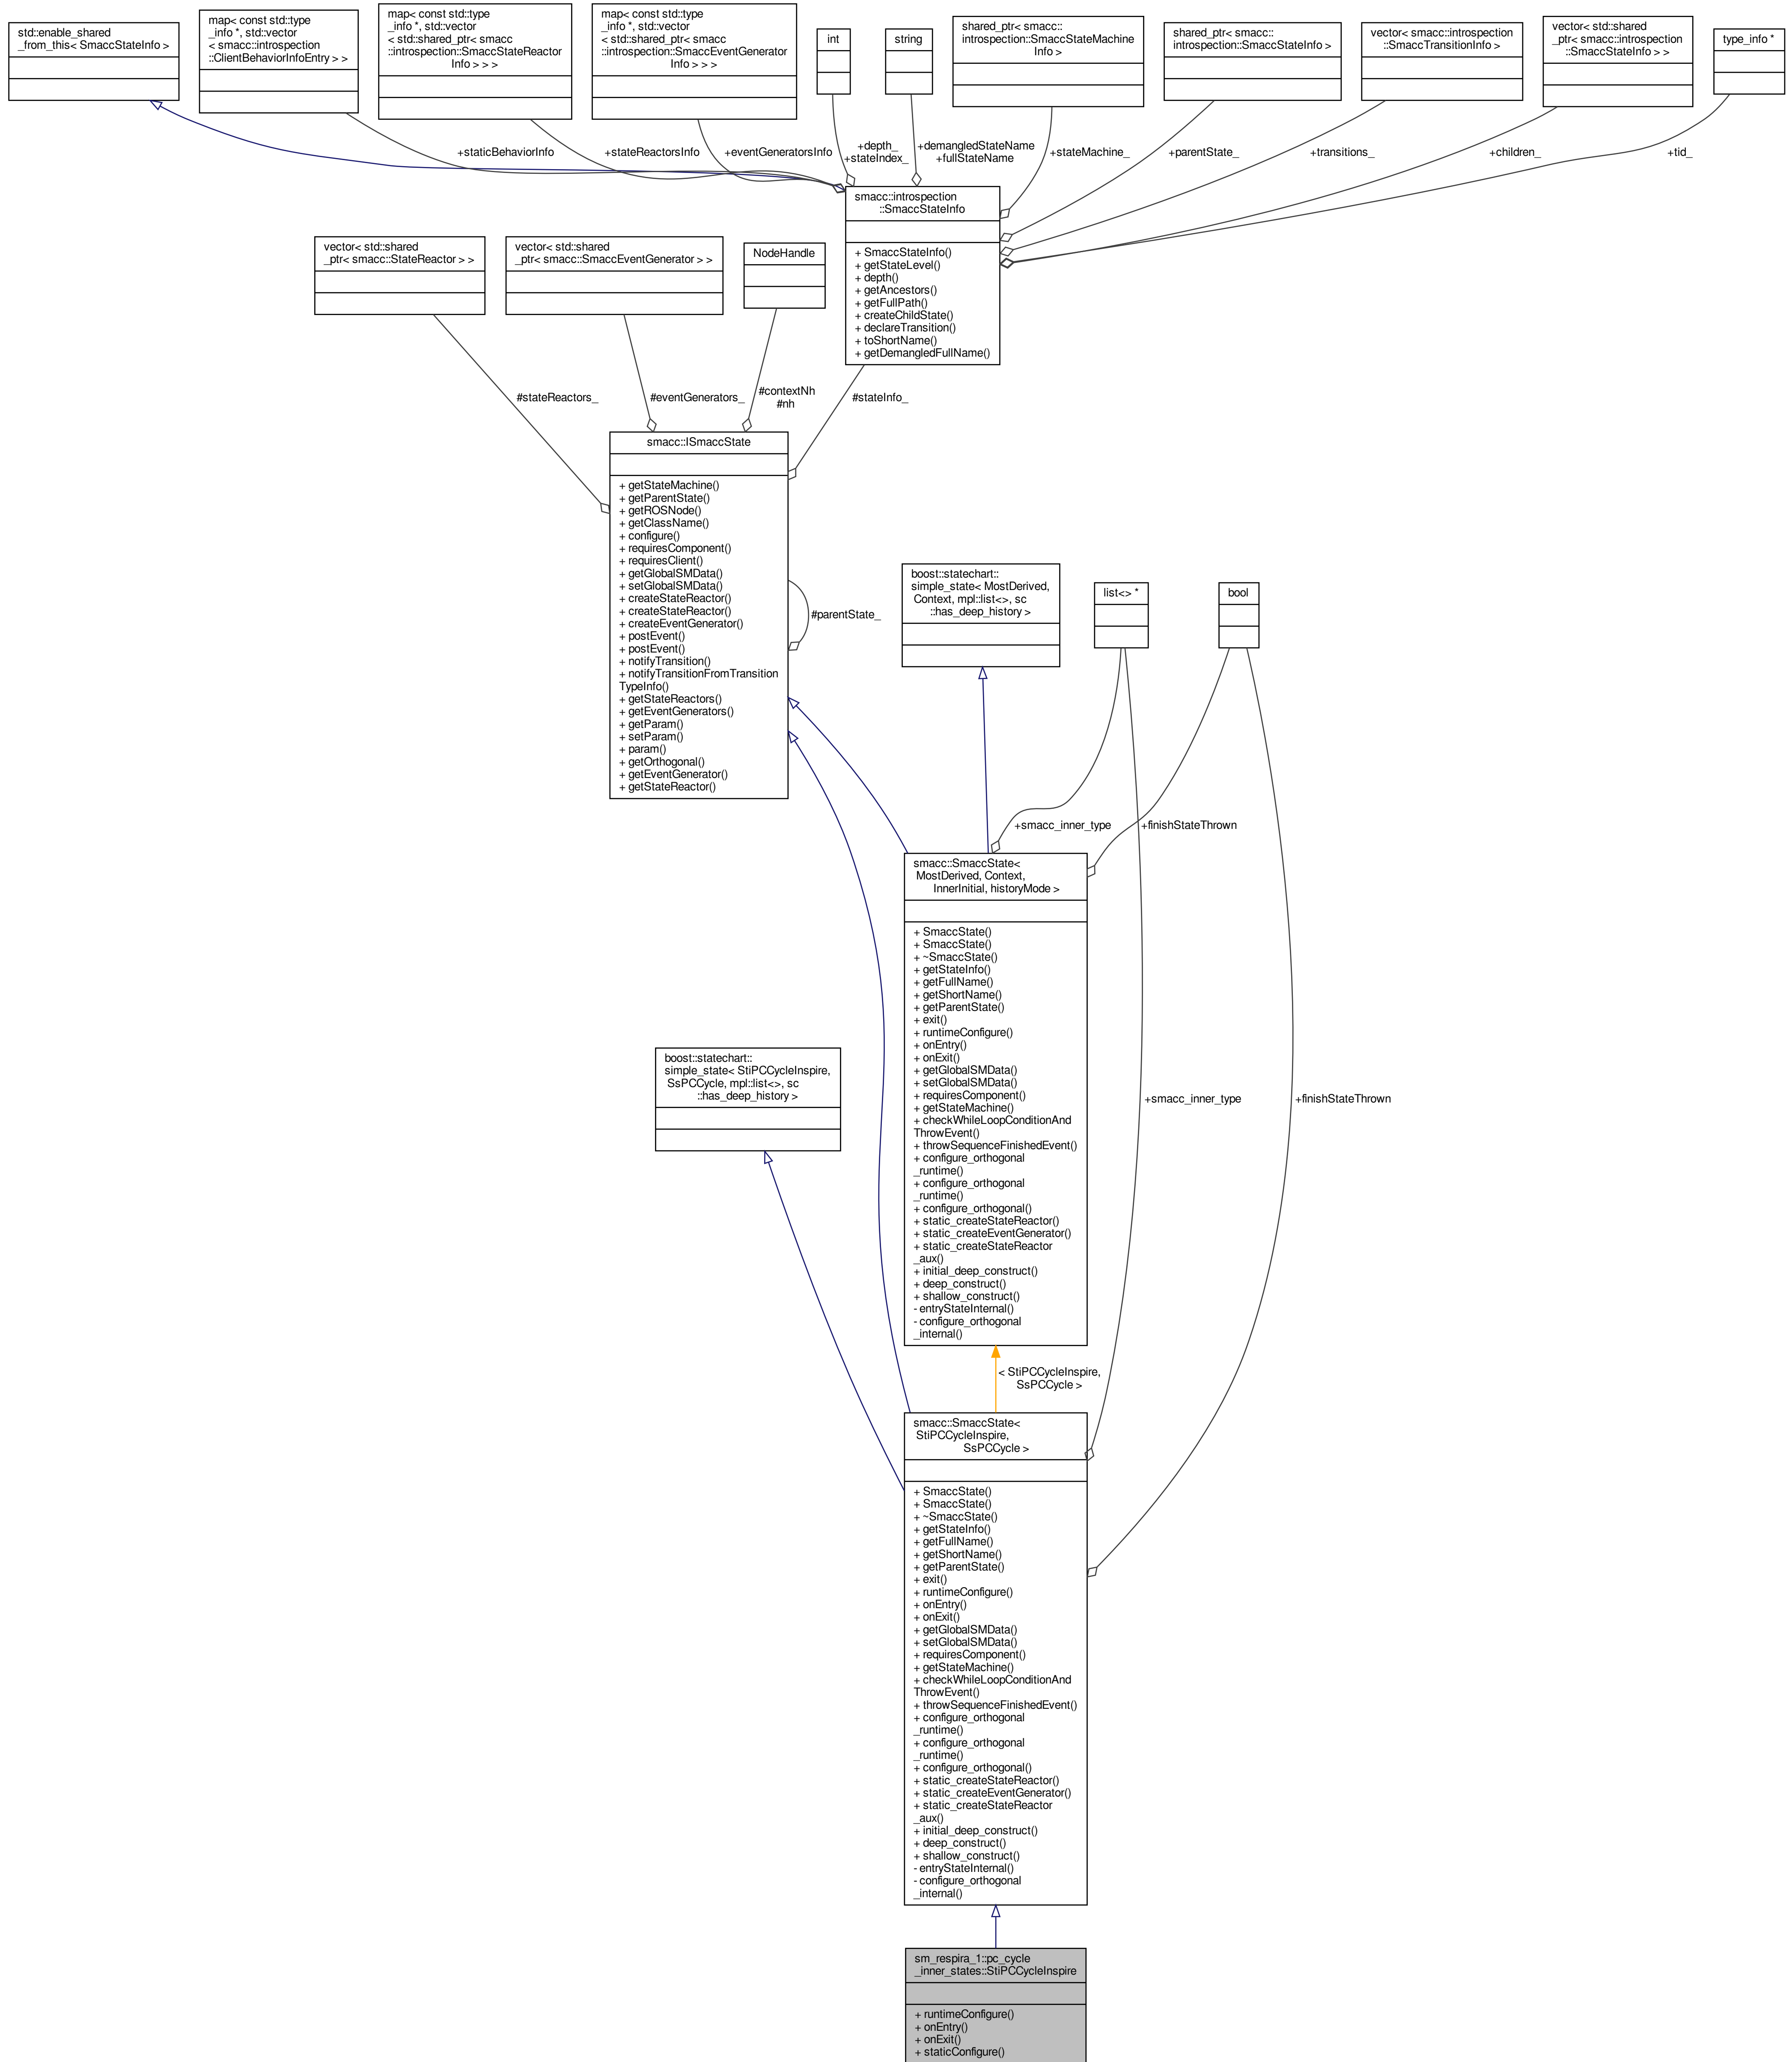 std::enable_shared
_from_this< SmaccStateInfo >
map< const std::type
_info *, std::vector
< smacc::introspection
::ClientBehaviorInfoEntry > >
map< const std::type
_info *, std::vector
< std::shared_ptr< smacc
::introspection::SmaccStateReactor
Info > > >
map< const std::type
_info *, std::vector
< std::shared_ptr< smacc
::introspection::SmaccEventGenerator
Info > > >
int
string
shared_ptr< smacc::
introspection::SmaccStateMachine
Info >
shared_ptr< smacc::
introspection::SmaccStateInfo >
vector< smacc::introspection
::SmaccTransitionInfo >
vector< std::shared
_ptr< smacc::introspection
::SmaccStateInfo > >
type_info *
+staticBehaviorInfo
+stateReactorsInfo
+eventGeneratorsInfo
+depth_
+stateIndex_
+demangledStateName
+fullStateName
+stateMachine_
+parentState_
+transitions_
+children_
+tid_
smacc::introspection
::SmaccStateInfo
+ SmaccStateInfo()
+ getStateLevel()
+ depth()
+ getAncestors()
+ getFullPath()
+ createChildState()
+ declareTransition()
+ toShortName()
+ getDemangledFullName()
vector< std::shared
_ptr< smacc::StateReactor > >
vector< std::shared
_ptr< smacc::SmaccEventGenerator > >
NodeHandle
#stateReactors_
#eventGenerators_
#contextNh
#nh
#stateInfo_
smacc::ISmaccState
+ getStateMachine()
+ getParentState()
+ getROSNode()
+ getClassName()
+ configure()
+ requiresComponent()
+ requiresClient()
+ getGlobalSMData()
+ setGlobalSMData()
+ createStateReactor()
+ createStateReactor()
+ createEventGenerator()
+ postEvent()
+ postEvent()
+ notifyTransition()
+ notifyTransitionFromTransition
TypeInfo()
+ getStateReactors()
+ getEventGenerators()
+ getParam()
+ setParam()
+ param()
+ getOrthogonal()
+ getEventGenerator()
+ getStateReactor()
#parentState_
boost::statechart::
simple_state< MostDerived,
Context, mpl::list<>, sc
::has_deep_history >
list<> *
bool
+smacc_inner_type
+finishStateThrown
smacc::SmaccState<
MostDerived, Context,
InnerInitial, historyMode >
+ SmaccState()
+ SmaccState()
+ ~SmaccState()
+ getStateInfo()
+ getFullName()
+ getShortName()
+ getParentState()
+ exit()
+ runtimeConfigure()
+ onEntry()
+ onExit()
+ getGlobalSMData()
+ setGlobalSMData()
+ requiresComponent()
+ getStateMachine()
+ checkWhileLoopConditionAnd
ThrowEvent()
+ throwSequenceFinishedEvent()
+ configure_orthogonal
_runtime()
+ configure_orthogonal
_runtime()
+ configure_orthogonal()
+ static_createStateReactor()
+ static_createEventGenerator()
+ static_createStateReactor
_aux()
+ initial_deep_construct()
+ deep_construct()
+ shallow_construct()
- entryStateInternal()
- configure_orthogonal
_internal()
boost::statechart::
simple_state< StiPCCycleInspire,
SsPCCycle, mpl::list<>, sc
::has_deep_history >
+smacc_inner_type
+finishStateThrown
< StiPCCycleInspire,
SsPCCycle >
smacc::SmaccState<
StiPCCycleInspire,
SsPCCycle >
+ SmaccState()
+ SmaccState()
+ ~SmaccState()
+ getStateInfo()
+ getFullName()
+ getShortName()
+ getParentState()
+ exit()
+ runtimeConfigure()
+ onEntry()
+ onExit()
+ getGlobalSMData()
+ setGlobalSMData()
+ requiresComponent()
+ getStateMachine()
+ checkWhileLoopConditionAnd
ThrowEvent()
+ throwSequenceFinishedEvent()
+ configure_orthogonal
_runtime()
+ configure_orthogonal
_runtime()
+ configure_orthogonal()
+ static_createStateReactor()
+ static_createEventGenerator()
+ static_createStateReactor
_aux()
+ initial_deep_construct()
+ deep_construct()
+ shallow_construct()
- entryStateInternal()
- configure_orthogonal
_internal()
sm_respira_1::pc_cycle
_inner_states::StiPCCycleInspire
+ runtimeConfigure()
+ onEntry()
+ onExit()
+ staticConfigure()